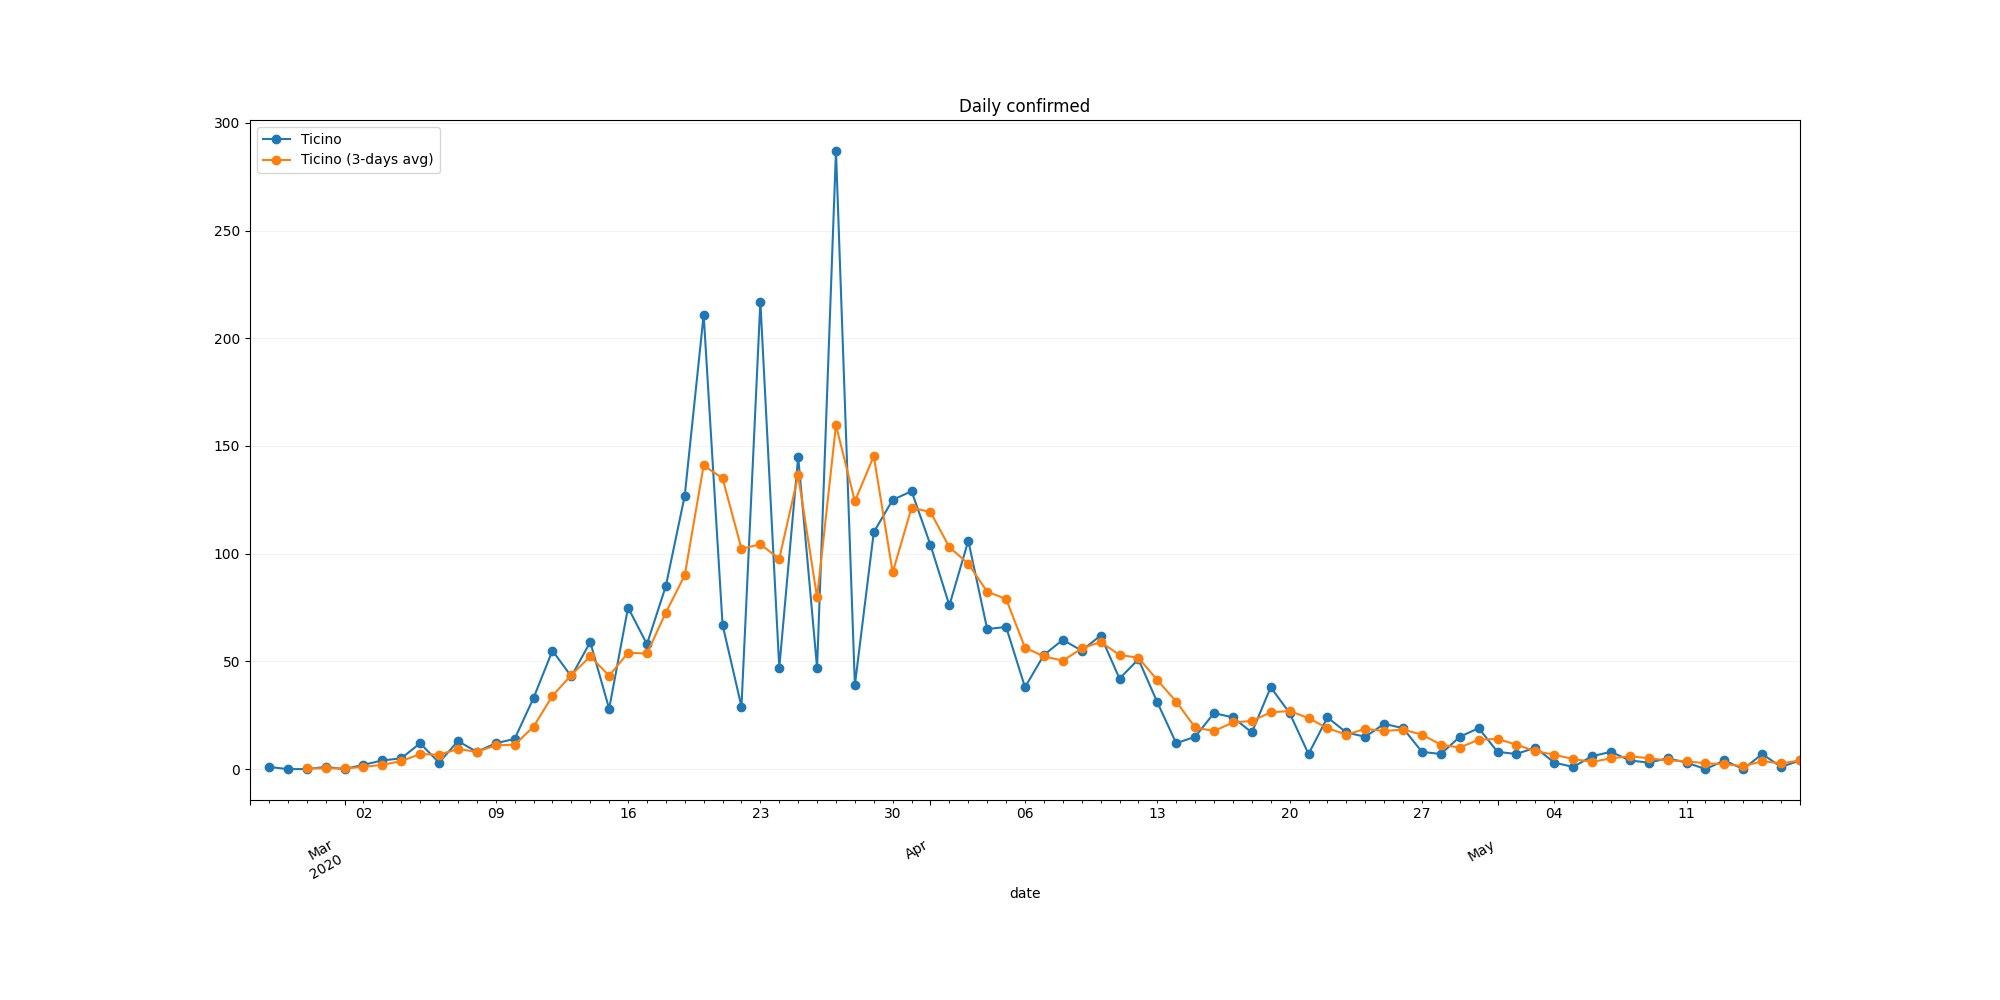 Daily confirmed
300
250
200
150
100
50
0
Ticino
Ticino (3-days avg)
02 09 16 23 30 06 13 20 27 04 11
Mar
2020
Apr
May
date